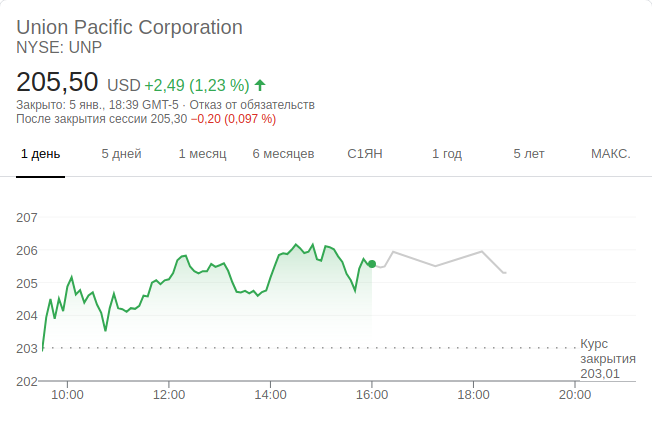 Union Pacific Corporation
NYSE: UNP
205,50 USD +2,49 (1,23 %)
Закрыто: 5 янв., 18:39 GMT-5 · Отказ от обязательств
После закрытия сессии 205,30 −0,20 (0,097 %)
1 день 5 дней 1 месяц 6 месяцев С1ЯН 1 год 5 лет МАКС.
207
206
205
204
203
202
Курс
закрытия
203,01
10:00 12:00 14:00 16:00 18:00 20:00